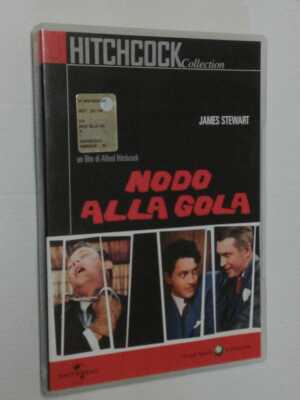 HITCHCOCK
Collection
JAMES STEWART
un film di Alfred Hitchcock
NODO
ALLA GOLA